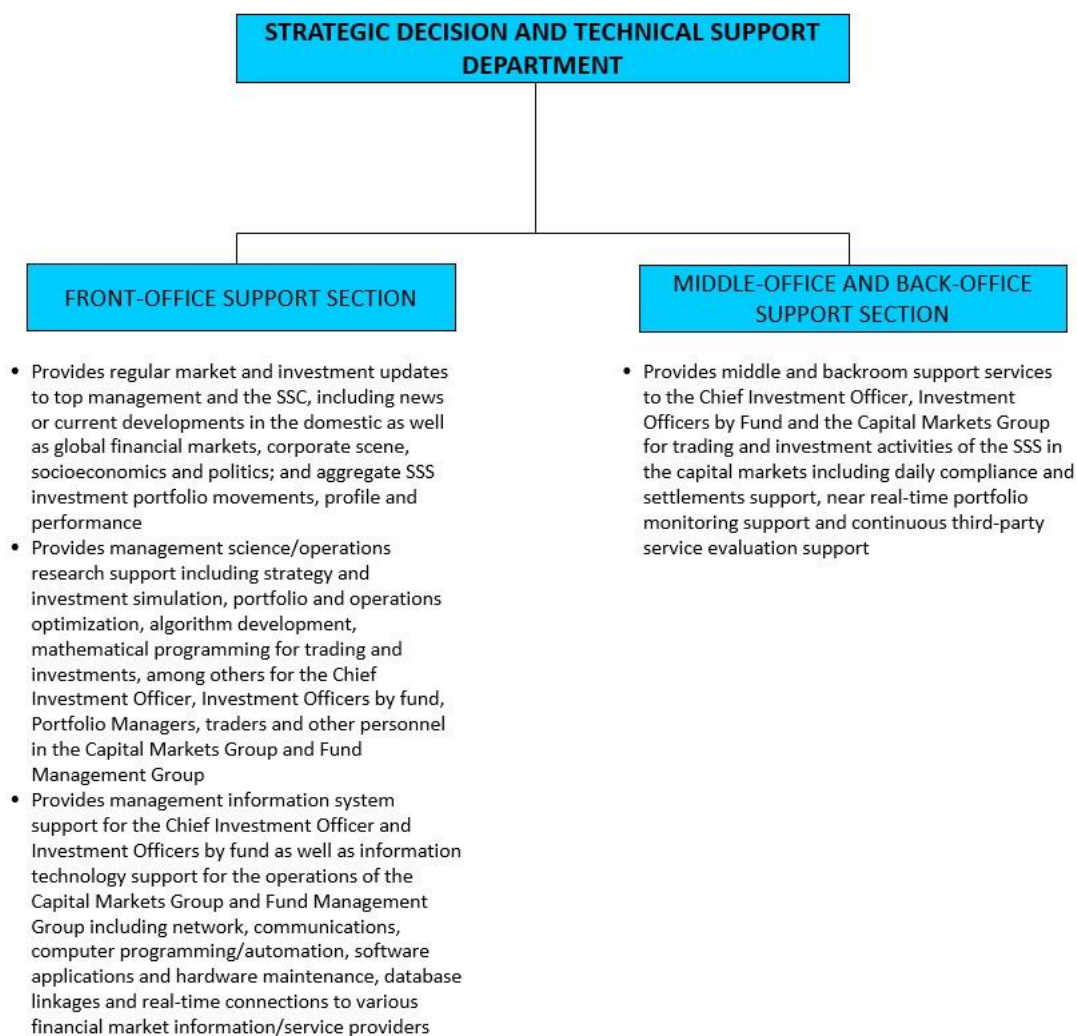 STRATEGIC DECISION AND TECHNICAL SUPPORT
DEPARTMENT
FRONT-OFFICE SUPPORT SECTION
• Provides regular market and investment updates
to top management and the SSC, including news
or current developments in the domestic as well
as global financial markets, corporate scene,
socioeconomics and politics; and aggregate SSS
investment portfolio movements, profile and
performance
• Provides management science/operations
research support including strategy and
investment simulation, portfolio and operations
optimization, algorithm development,
mathematical programming for trading and
investments, among others for the Chief
Investment Officer, Investment Officers by fund,
Portfolio Managers, traders and other personnel
in the Capital Markets Group and Fund
Management Group
• Provides management information system
support for the Chief Investment Officer and
Investment Officers by fund as well as information
technology support for the operations of the
Capital Markets Group and Fund Management
Group including network, communications,
computer programming/automation, software
applications and hardware maintenance, database
linkages and real-time connections to various
financial market information/service providers
MIDDLE-OFFICE AND BACK-OFFICE
SUPPORT SECTION
• Provides middle and backroom support services
to the Chief Investment Officer, Investment
Officers by Fund and the Capital Markets Group
for trading and investment activities of the SSS in
the capital markets including daily compliance and
settlements support, near real-time portfolio
monitoring support and continuous third-party
service evaluation support